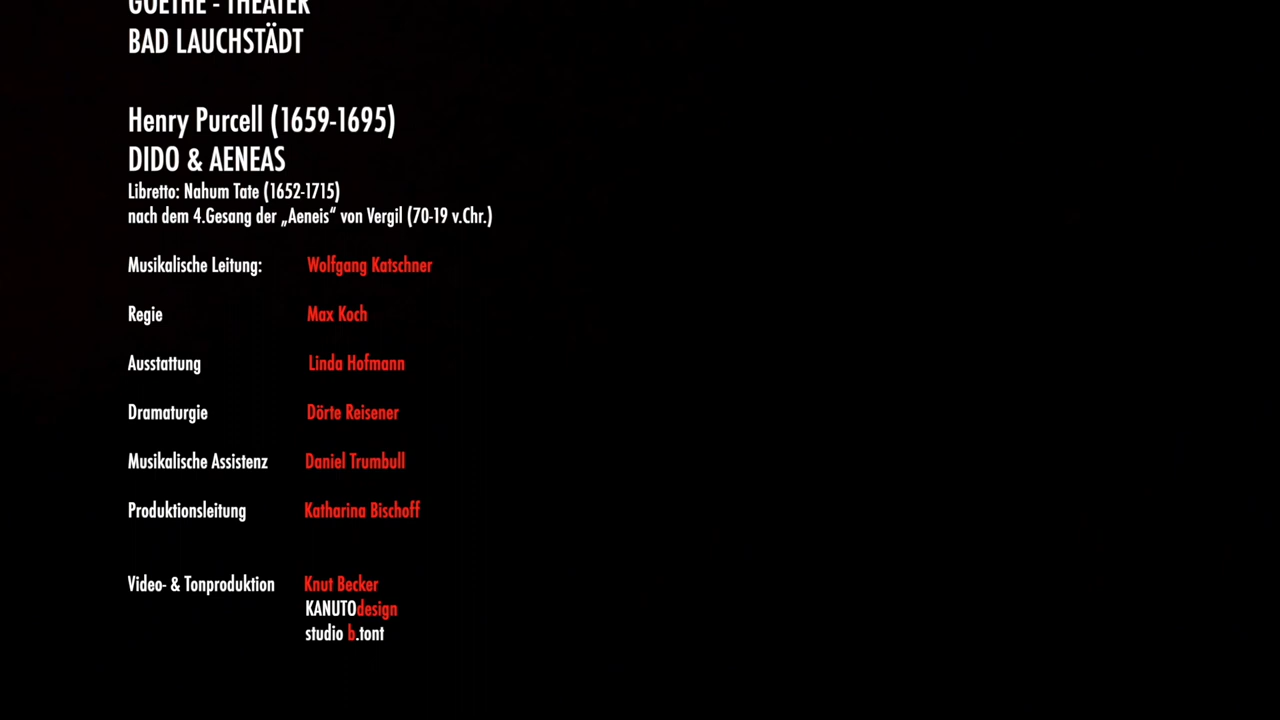 GOETHE - THEATER
BAD LAUCHSTÄDT
Henry Purcell (1659-1695)
DIDO & AENEAS
Libretto: Nahum Tate (1652-1715)
nach dem 4.Gesang der „Aeneis“ von Vergil (70-19 v.Chr.)
Musikalische Leitung: Wolfgang Katschner
Regie Max Koch
Ausstattung Linda Hofmann
Dramaturgie Dörte Reisener
Musikalische Assistenz Daniel Trumbull
Produktionsleitung Katharina Bischoff
Video- & Tonproduktion Knut Becker
KANUTOdesign
studio b.tont